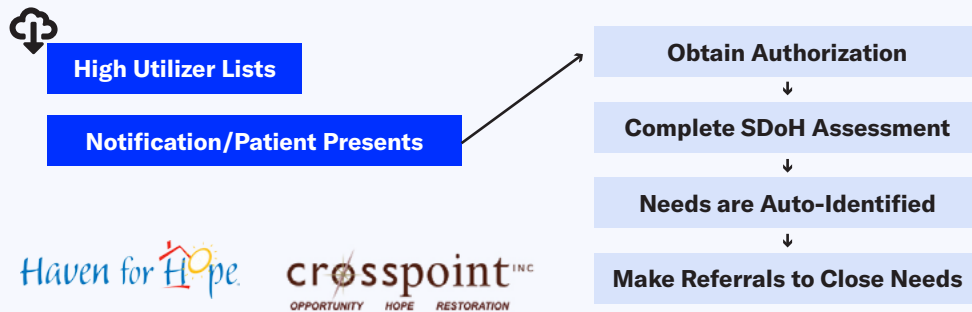 High Utilizer Lists
Notification/Patient Presents
Obtain Authorization
Complete SDoH Assessment
Needs are Auto-Identified
Make Referrals to Close Needs
Haven for Hope
crosspoint INC
OPPORTUNITY HOPE RESTORATION